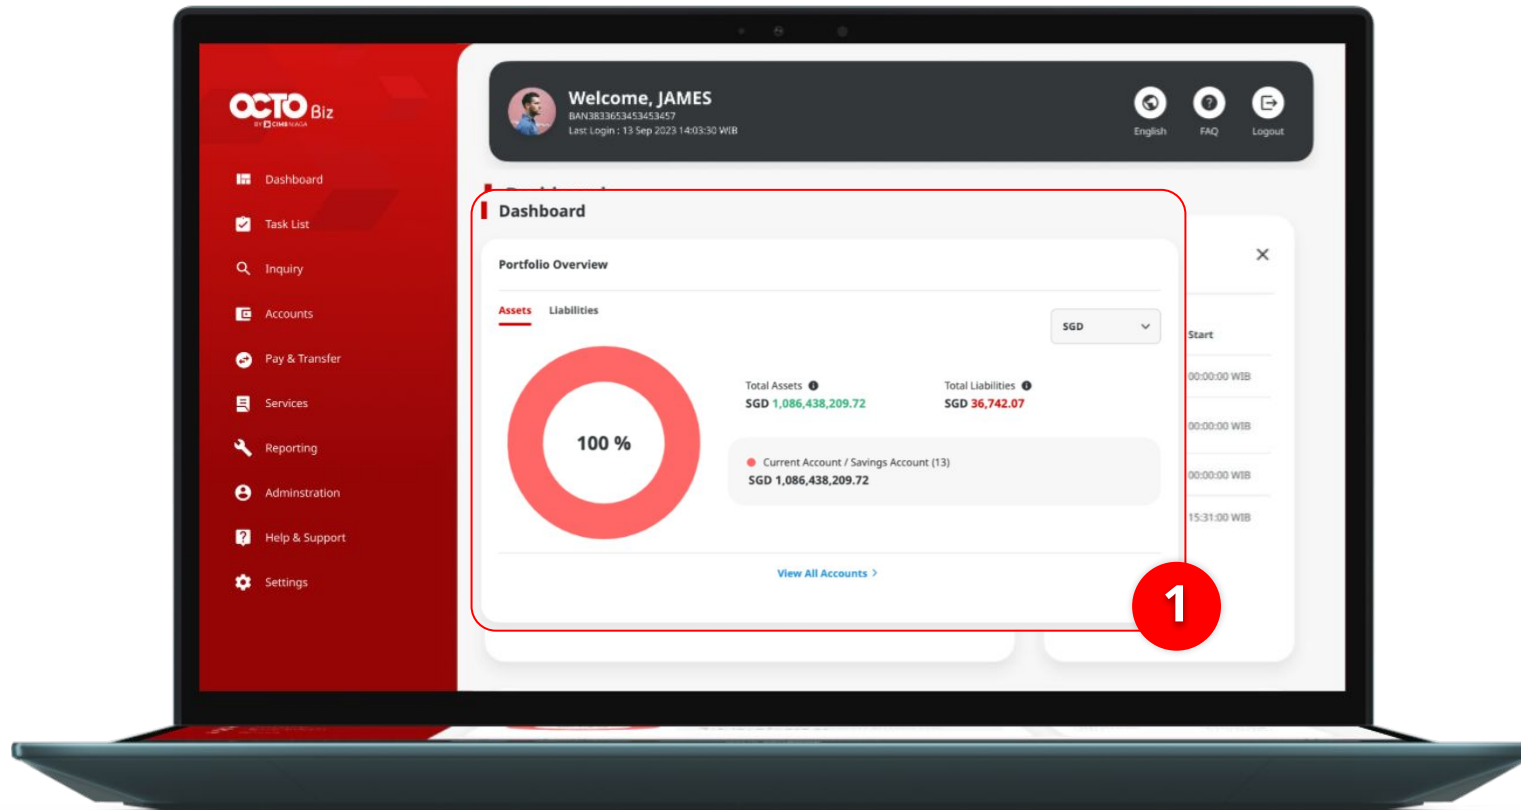 OCTO Biz
BY CIMB NIAGA
Dashboard
Task List
Inquiry
Accounts
Pay & Transfer
Services
Reporting
Adminstration
Help & Support
Settings
Welcome, JAMES
BAN3833653453453457
Last Login : 13 Sep 2023 14:03:30 WIB
English
FAQ
Logout
Dashboard
Portfolio Overview
Assets Liabilities
SGD
100 %
Total Assets
SGD 1,086,438,209.72
Total Liabilities
SGD 36,742.07
Current Account / Savings Account (13)
SGD 1,086,438,209.72
View All Accounts >
1
Start
00:00:00 WIB
00:00:00 WIB
00:00:00 WIB
15:31:00 WIB